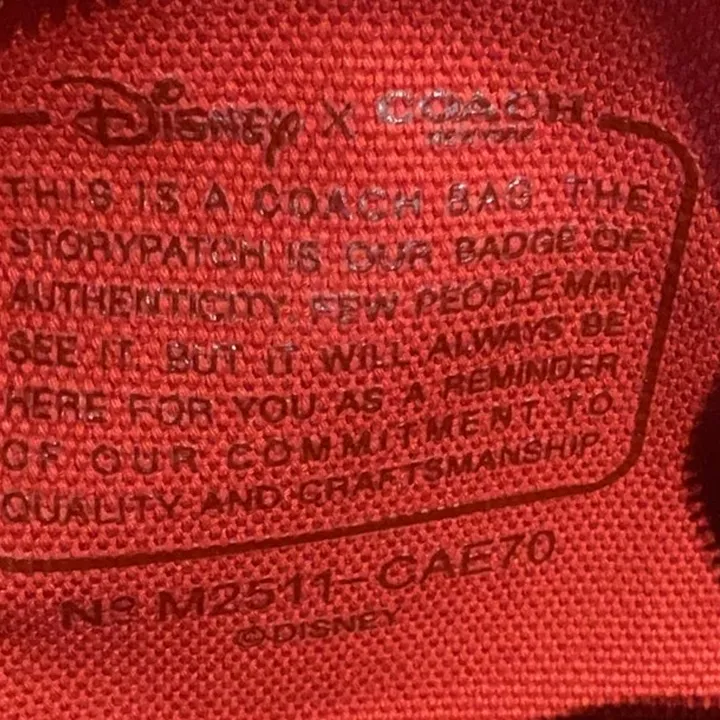 Disney X COACH
NEW YORK
THIS IS A COACH BAG. THE
STORYPATCH IS OUR BADGE OF
AUTHENTICITY. FEW PEOPLE MAY
SEE IT. BUT IT WILL ALWAYS BE
HERE FOR YOU AS A REMINDER
OF OUR COMMITMENT TO
QUALITY AND CRAFTSMANSHIP.
Nº M2511-CAE70
©DISNEY